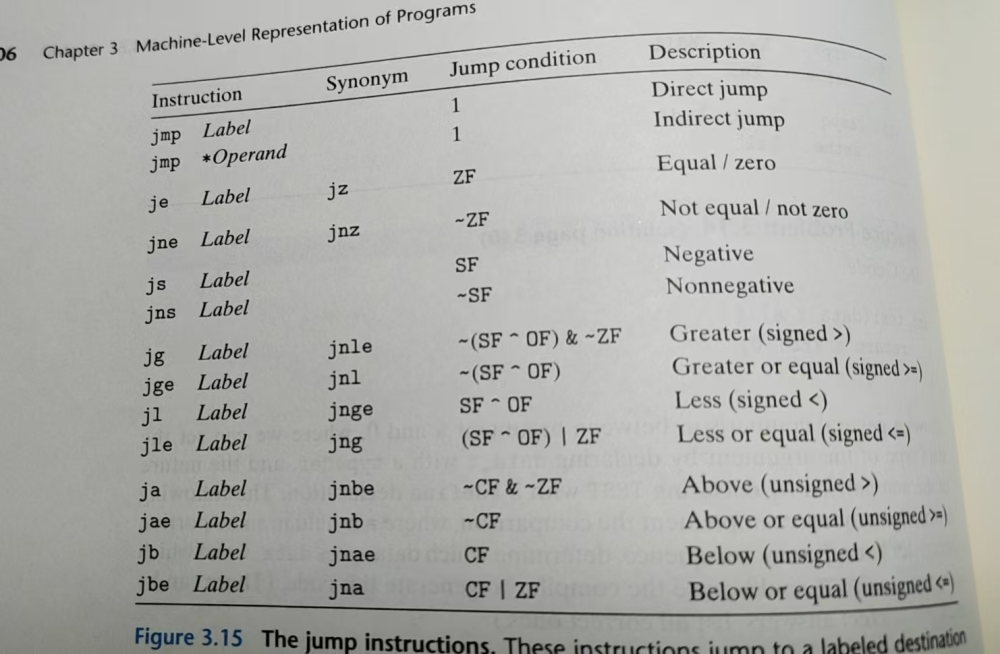 06 Chapter 3 Machine-Level Representation of Programs
Instruction Synonym Jump condition Description
jmp Label 1 Direct jump
jmp *Operand 1 Indirect jump
je Label jz ZF Equal / zero
jne Label jnz ~ZF Not equal / not zero
js Label SF Negative
jns Label ~SF Nonnegative
jg Label jnle ~(SF ^ OF) & ~ZF Greater (signed >)
jge Label jnl ~(SF ^ OF) Greater or equal (signed >=)
jl Label jnge SF ^ OF Less (signed <)
jle Label jng (SF ^ OF) | ZF Less or equal (signed <=)
ja Label jnbe ~CF & ~ZF Above (unsigned >)
jae Label jnb ~CF Above or equal (unsigned >=)
jb Label jnae CF Below (unsigned <)
jbe Label jna CF | ZF Below or equal (unsigned <=)
Figure 3.15 The jump instructions. These instructions jump to a labeled destination